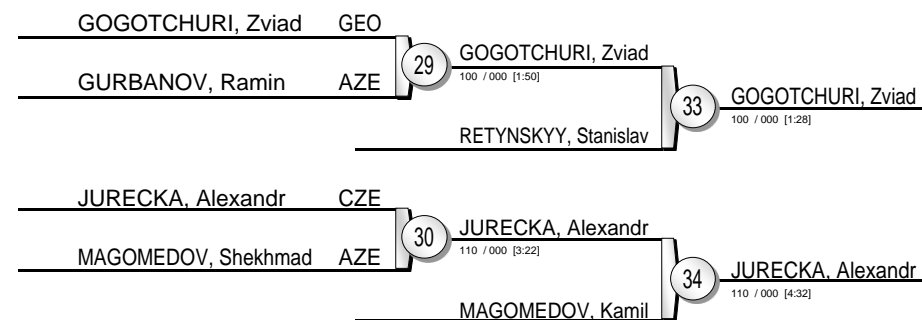 GOGOTCHURI, Zviad GEO
GURBANOV, Ramin AZE
29
GOGOTCHURI, Zviad
100 / 000 [1:50]
RETYNSKYY, Stanislav
33
GOGOTCHURI, Zviad
100 / 000 [1:28]
JURECKA, Alexandr CZE
MAGOMEDOV, Shekhmad AZE
30
JURECKA, Alexandr
110 / 000 [3:22]
MAGOMEDOV, Kamil
34
JURECKA, Alexandr
110 / 000 [4:32]